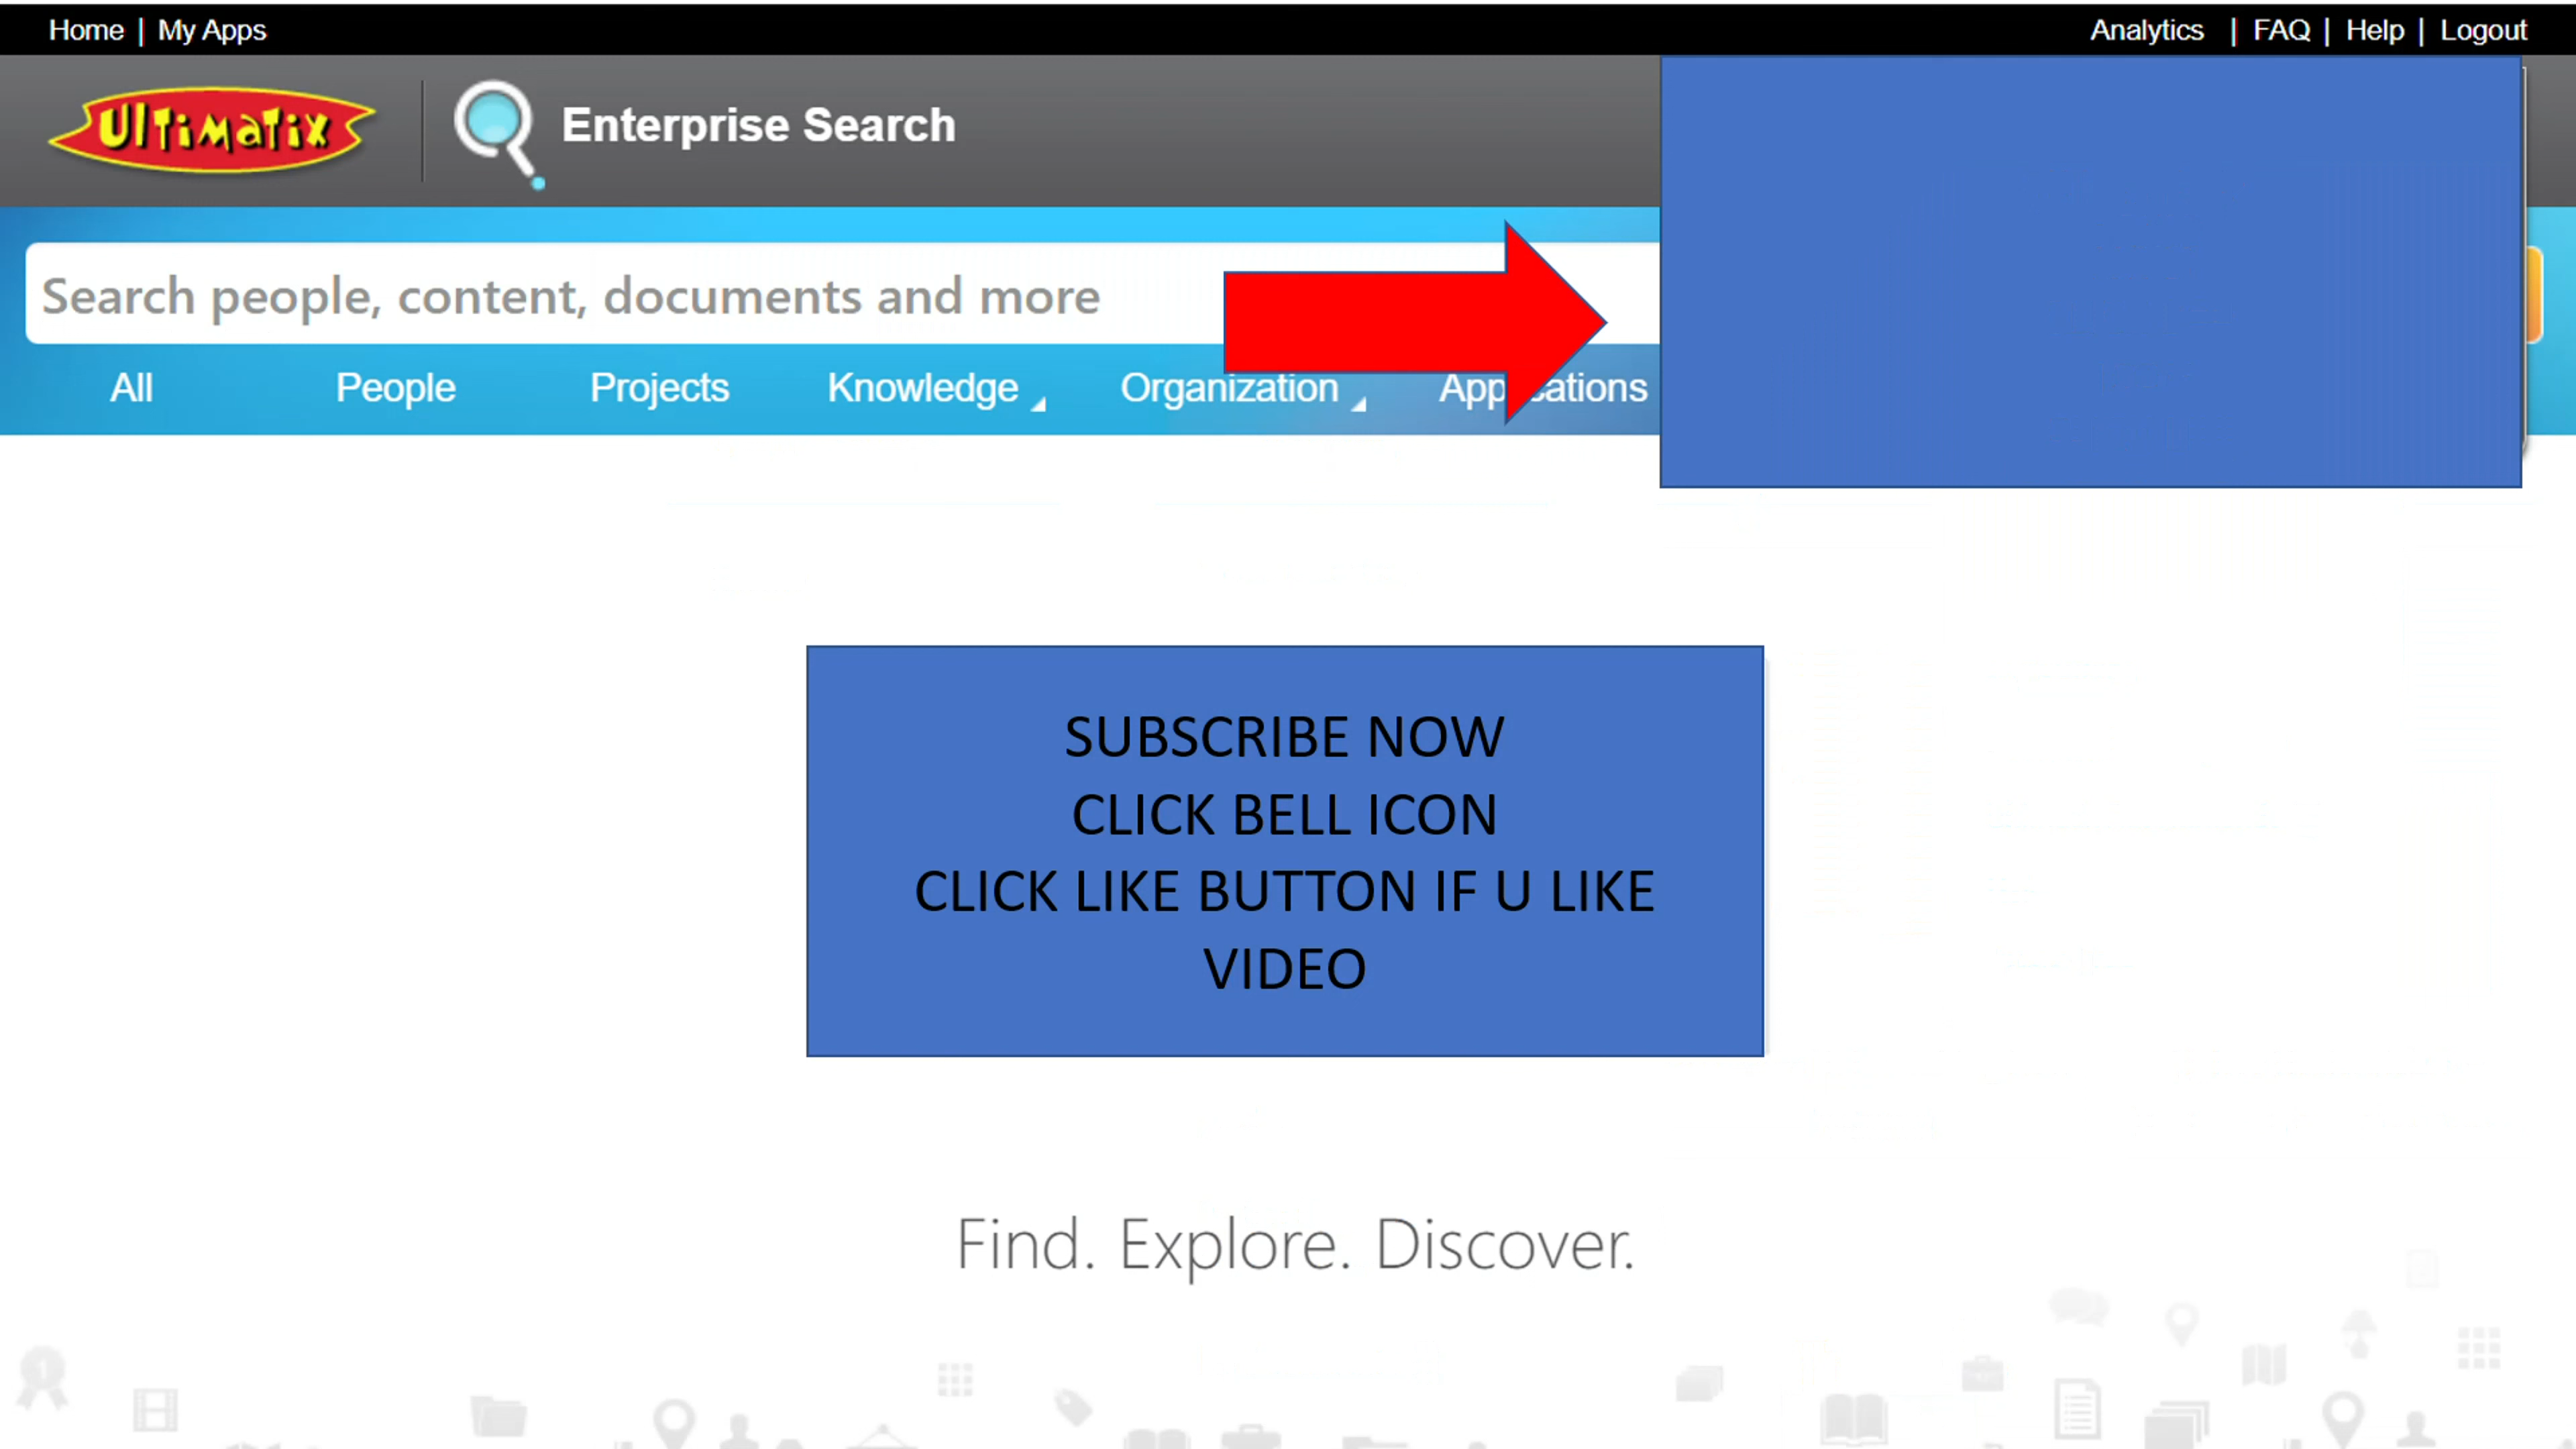 Home | My Apps
Analytics | FAQ | Help | Logout
Ultimatix
Enterprise Search
Search people, content, documents and more
All People Projects Knowledge Organization
SUBSCRIBE NOW
CLICK BELL ICON
CLICK LIKE BUTTON IF U LIKE
VIDEO
Find. Explore. Discover.